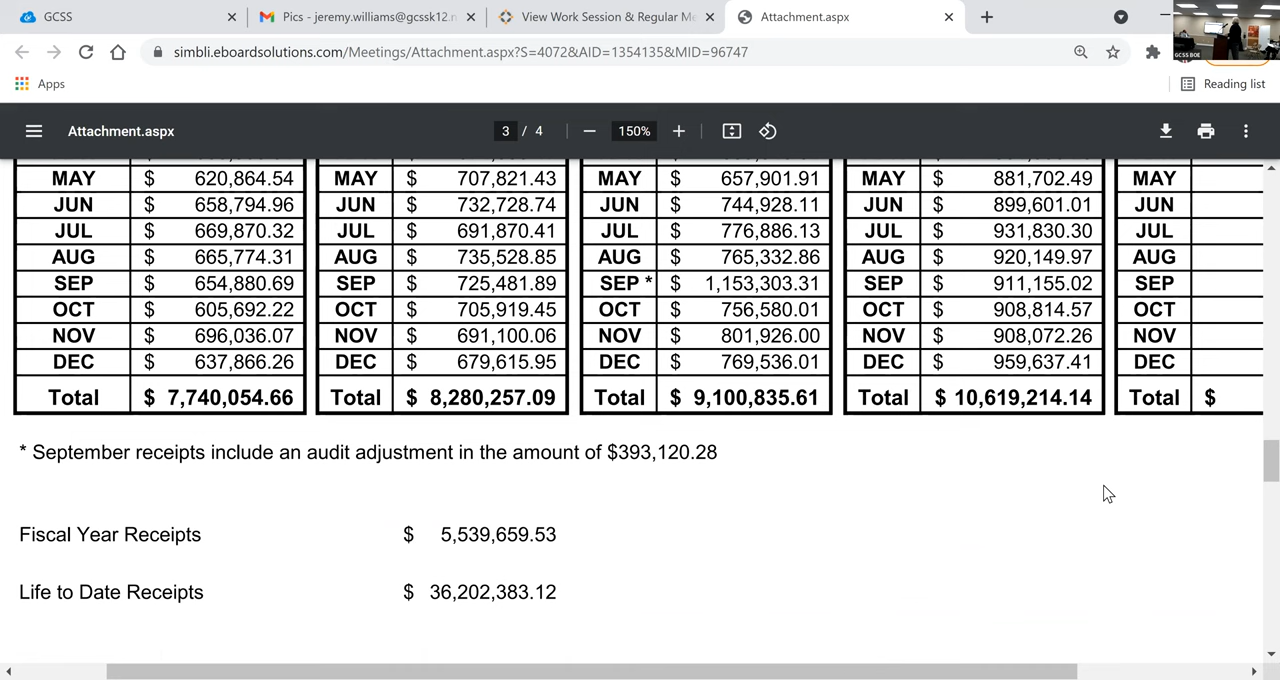 GCSS
Pics - jeremy.williams@gcssk12.n
View Work Session & Regular Me
Attachment.aspx
simbli.eboardsolutions.com/Meetings/Attachment.aspx?S=4072&AID=1354135&MID=96747
GCSS BOE
Apps
Reading list
Attachment.aspx
3 / 4
150%
MAY $ 620,864.54 MAY $ 707,821.43 MAY $ 657,901.91 MAY $ 881,702.49 MAY
JUN $ 658,794.96 JUN $ 732,728.74 JUN $ 744,928.11 JUN $ 899,601.01 JUN
JUL $ 669,870.32 JUL $ 691,870.41 JUL $ 776,886.13 JUL $ 931,830.30 JUL
AUG $ 665,774.31 AUG $ 735,528.85 AUG $ 765,332.86 AUG $ 920,149.97 AUG
SEP $ 654,880.69 SEP $ 725,481.89 SEP * $ 1,153,303.31 SEP $ 911,155.02 SEP
OCT $ 605,692.22 OCT $ 705,919.45 OCT $ 756,580.01 OCT $ 908,814.57 OCT
NOV $ 696,036.07 NOV $ 691,100.06 NOV $ 801,926.00 NOV $ 908,072.26 NOV
DEC $ 637,866.26 DEC $ 679,615.95 DEC $ 769,536.01 DEC $ 959,637.41 DEC
Total $ 7,740,054.66 Total $ 8,280,257.09 Total $ 9,100,835.61 Total $ 10,619,214.14 Total $
* September receipts include an audit adjustment in the amount of $393,120.28
Fiscal Year Receipts $ 5,539,659.53
Life to Date Receipts $ 36,202,383.12